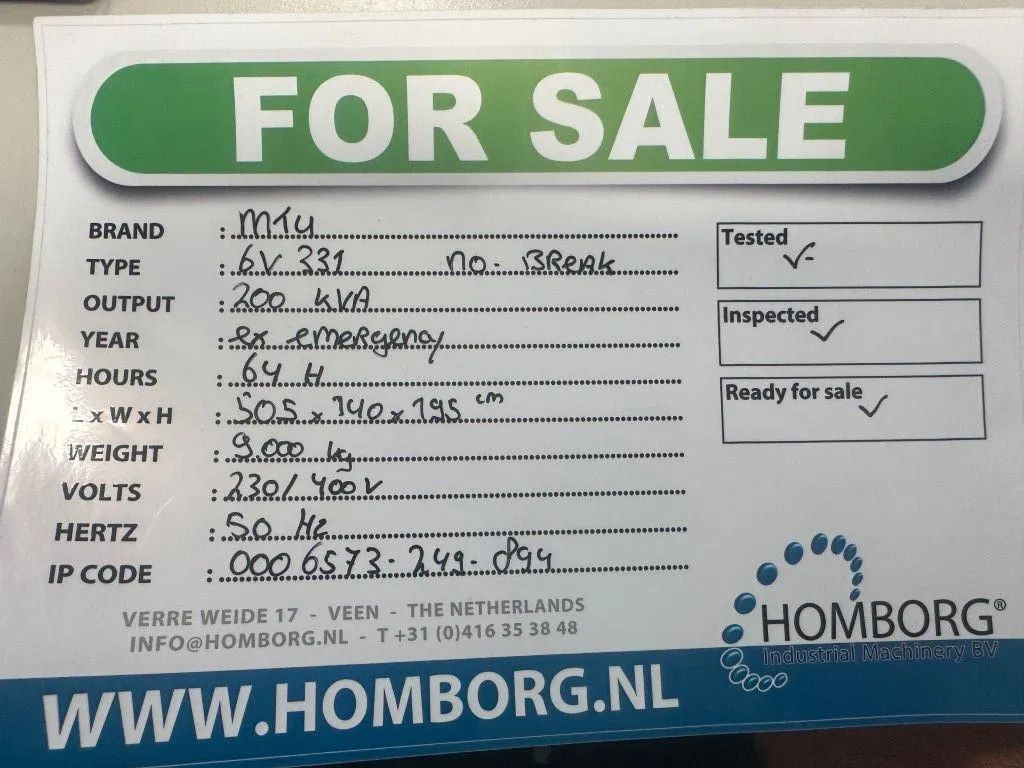 FOR SALE
BRAND : MTU
TYPE : 6V 331 no-BREAK
OUTPUT : 200 kVA
YEAR : ex emergency
HOURS : 64 H
L x W x H : 505 x 140 x 195 cm
WEIGHT : 9.000 kg
VOLTS : 230/400V
HERTZ : 50 Hz
IP CODE : 0006573-249-894
Tested ✓
Inspected ✓
Ready for sale ✓
VERRE WEIDE 17 - VEEN - THE NETHERLANDS
INFO@HOMBORG.NL - T +31 (0)416 35 38 48
HOMBORG®
Industrial Machinery BV
WWW.HOMBORG.NL